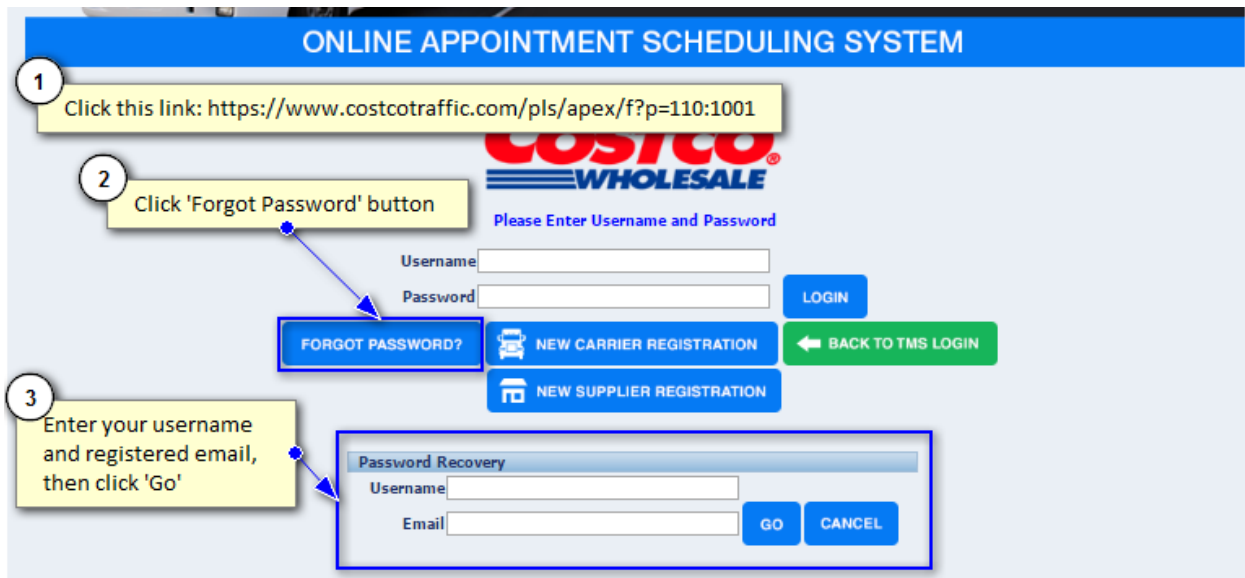 ONLINE APPOINTMENT SCHEDULING SYSTEM
1
Click this link: https://www.costcotraffic.com/pls/apex/f?p=110:1001
COSTCO®
WHOLESALE
2
Click 'Forgot Password' button
Please Enter Username and Password
Username
Password
LOGIN
FORGOT PASSWORD?
NEW CARRIER REGISTRATION
BACK TO TMS LOGIN
NEW SUPPLIER REGISTRATION
3
Enter your username
and registered email,
then click 'Go'
Password Recovery
Username
Email
GO
CANCEL